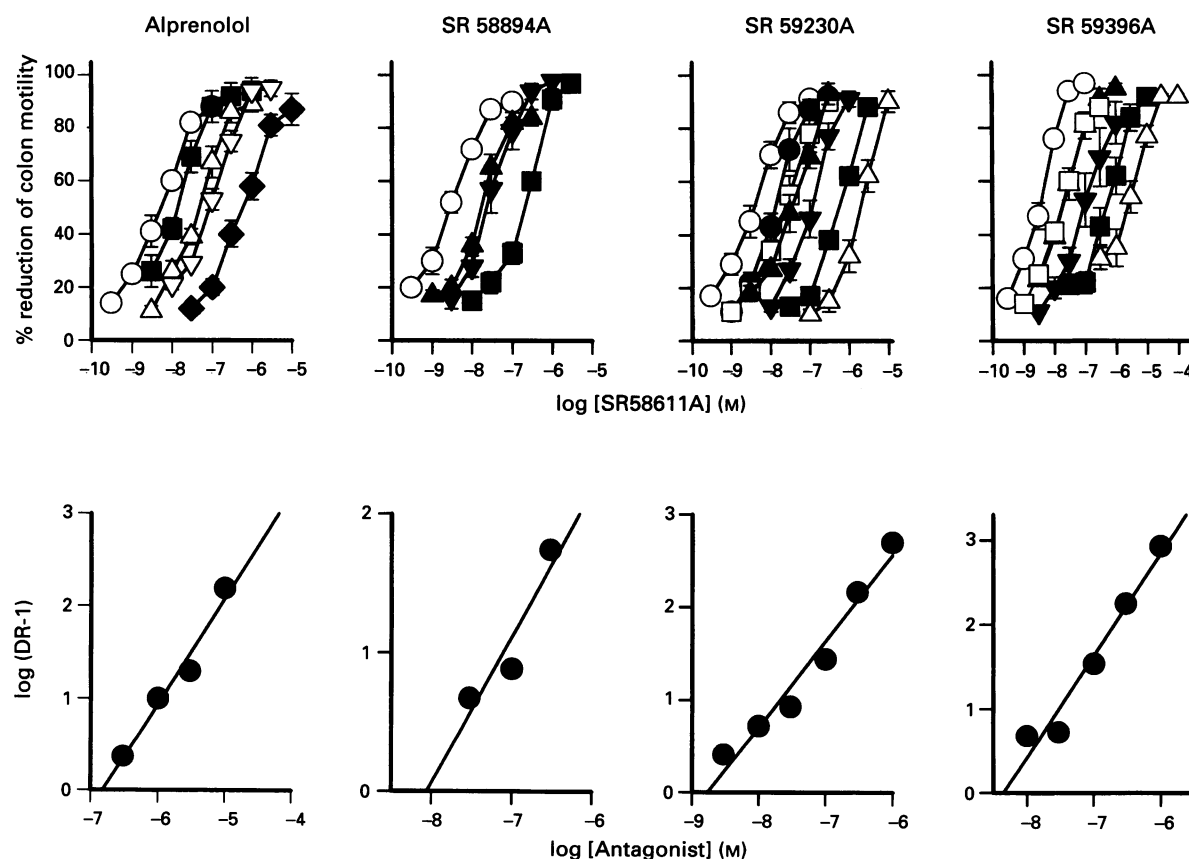 Alprenolol SR 58894A SR 59230A SR 59396A
% reduction of colon motility
100
80
60
40
20
0
−10 −9 −8 −7 −6 −5 −10 −9 −8 −7 −6 −5 −10 −9 −8 −7 −6 −5 −10 −9 −8 −7 −6 −5 −4
log [SR58611A] (M)
log (DR-1)
3 2 3
3
2 2
2
1 1 1
1
0 0 0 0
−7 −6 −5 −4 −8 −7 −6 −9 −8 −7 −6 −8 −7 −6
log [Antagonist] (M)